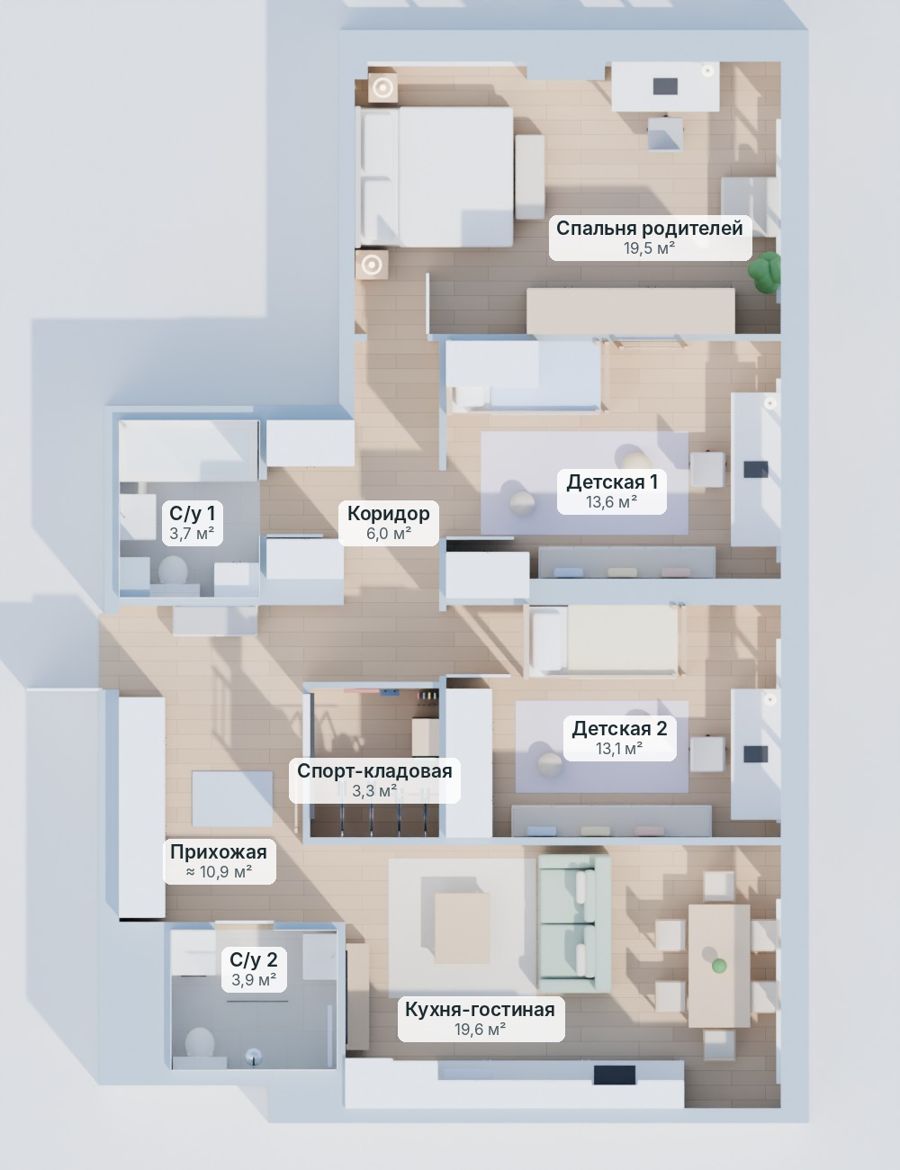 Спальня родителей
19,5 м²
Детская 1
13,6 м²
С/у 1
3,7 м²
Коридор
6,0 м²
Детская 2
13,1 м²
Спорт-кладовая
3,3 м²
Прихожая
≈ 10,9 м²
С/у 2
3,9 м²
Кухня-гостиная
19,6 м²